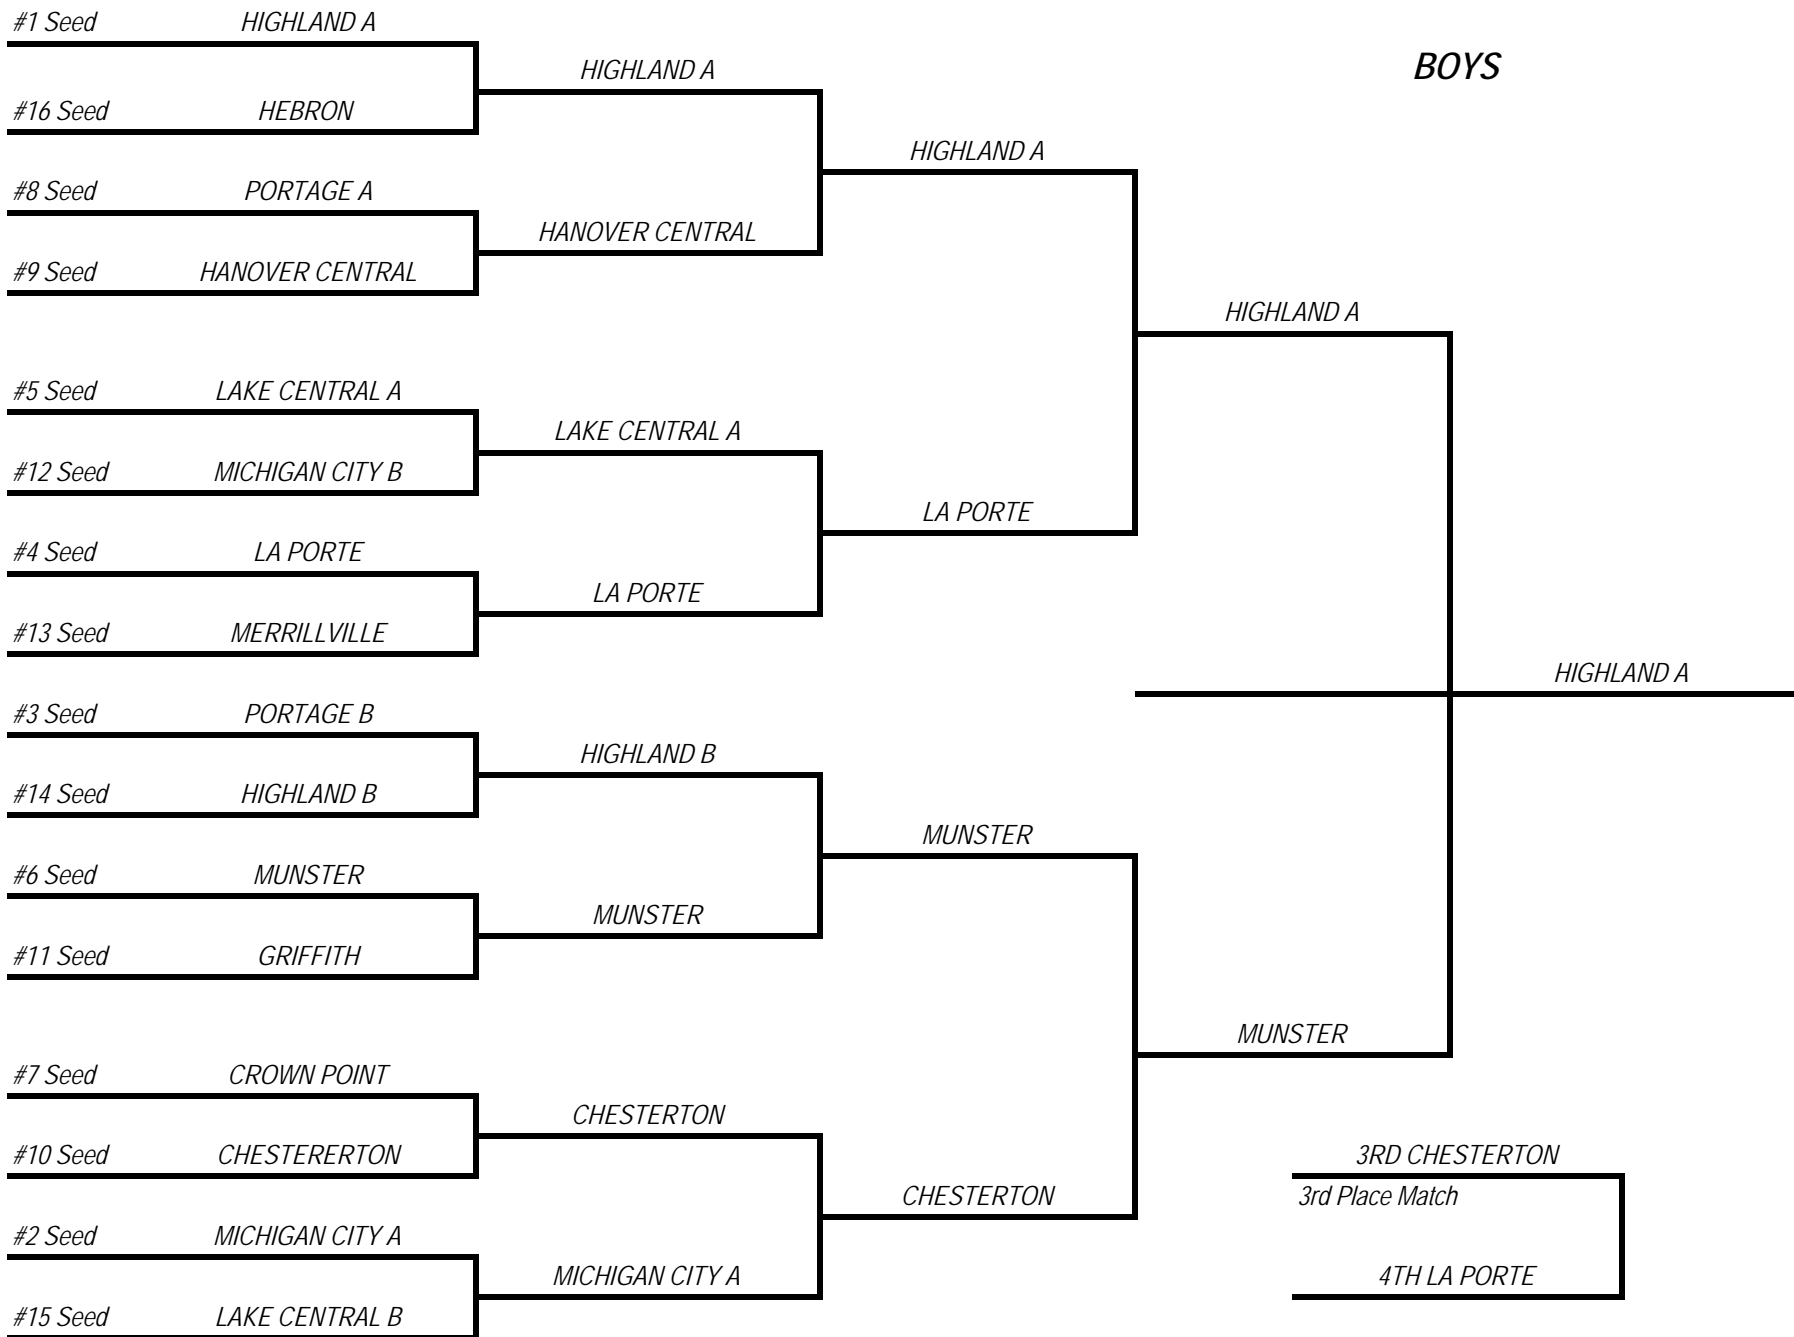 #1 Seed HIGHLAND A
BOYS
HIGHLAND A
#16 Seed HEBRON
HIGHLAND A
#8 Seed PORTAGE A
HANOVER CENTRAL
#9 Seed HANOVER CENTRAL
HIGHLAND A
#5 Seed LAKE CENTRAL A
LAKE CENTRAL A
#12 Seed MICHIGAN CITY B
LA PORTE
#4 Seed LA PORTE
LA PORTE
#13 Seed MERRILLVILLE
HIGHLAND A
#3 Seed PORTAGE B
HIGHLAND B
#14 Seed HIGHLAND B
MUNSTER
#6 Seed MUNSTER
MUNSTER
#11 Seed GRIFFITH
MUNSTER
#7 Seed CROWN POINT
CHESTERTON
#10 Seed CHESTERERTON
3RD CHESTERTON
CHESTERTON
3rd Place Match
#2 Seed MICHIGAN CITY A
MICHIGAN CITY A
4TH LA PORTE
#15 Seed LAKE CENTRAL B